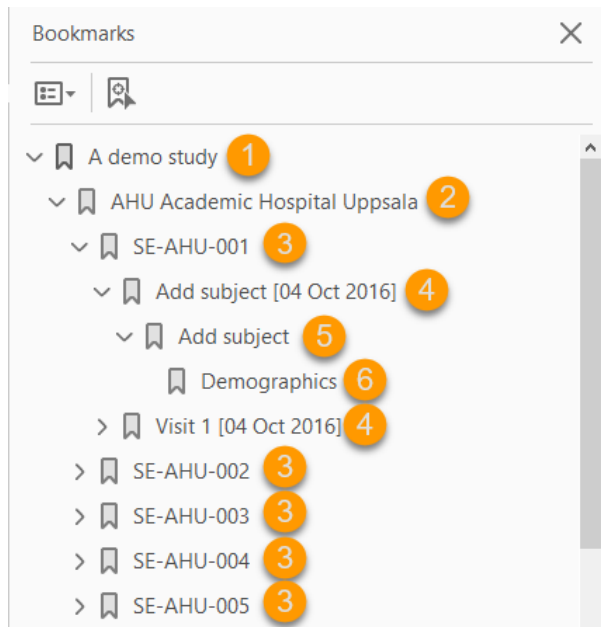 Bookmarks
A demo study 1
AHU Academic Hospital Uppsala 2
SE-AHU-001 3
Add subject [04 Oct 2016] 4
Add subject 5
Demographics 6
Visit 1 [04 Oct 2016] 4
SE-AHU-002 3
SE-AHU-003 3
SE-AHU-004 3
SE-AHU-005 3